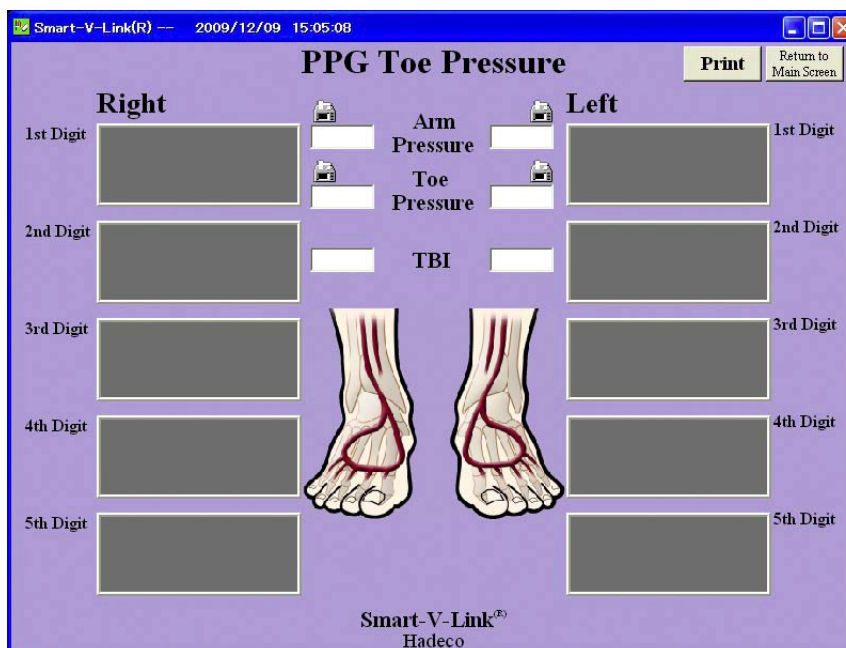 Smart-V-Link(R) -- 2009/12/09 15:05:08
PPG Toe Pressure
Print
Return to
Main Screen
Right
Left
1st Digit
Arm
Pressure
1st Digit
Toe
Pressure
2nd Digit
TBI
2nd Digit
3rd Digit
3rd Digit
4th Digit
4th Digit
5th Digit
5th Digit
Smart-V-Link(R)
Hadeco